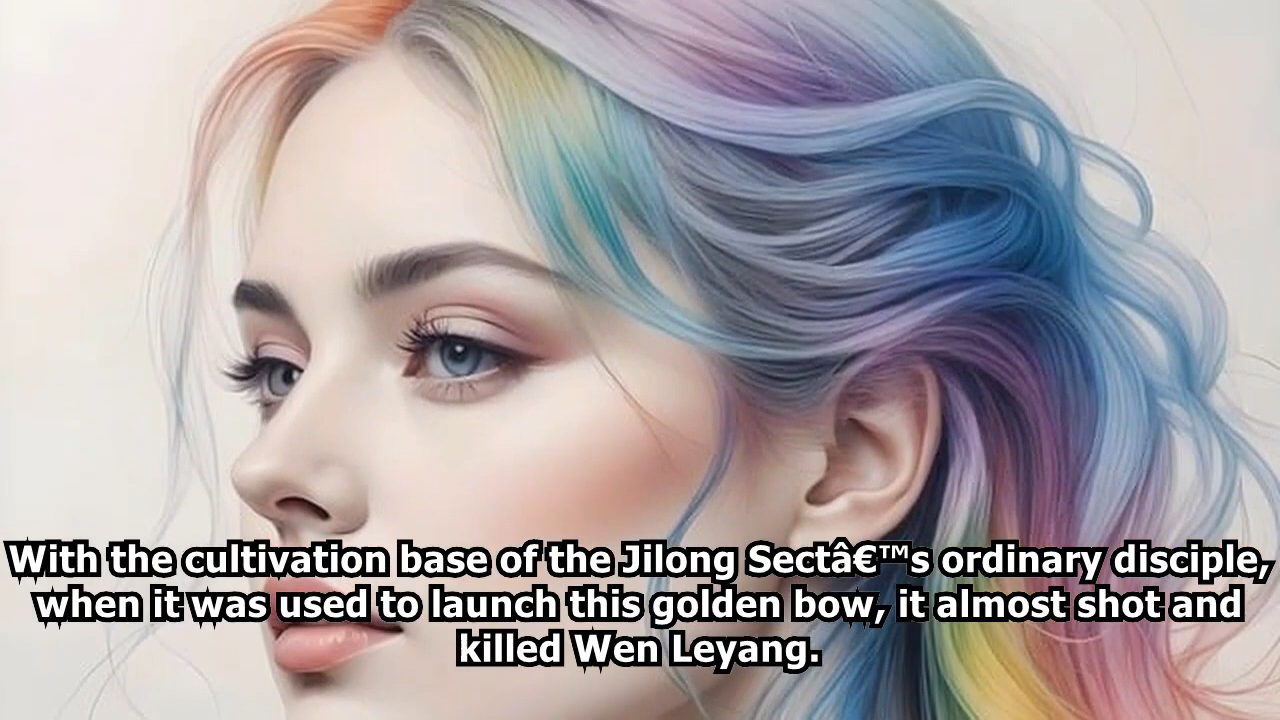 With the cultivation base of the Jilong Sectâ€™s ordinary disciple,
when it was used to launch this golden bow, it almost shot and
killed Wen Leyang.